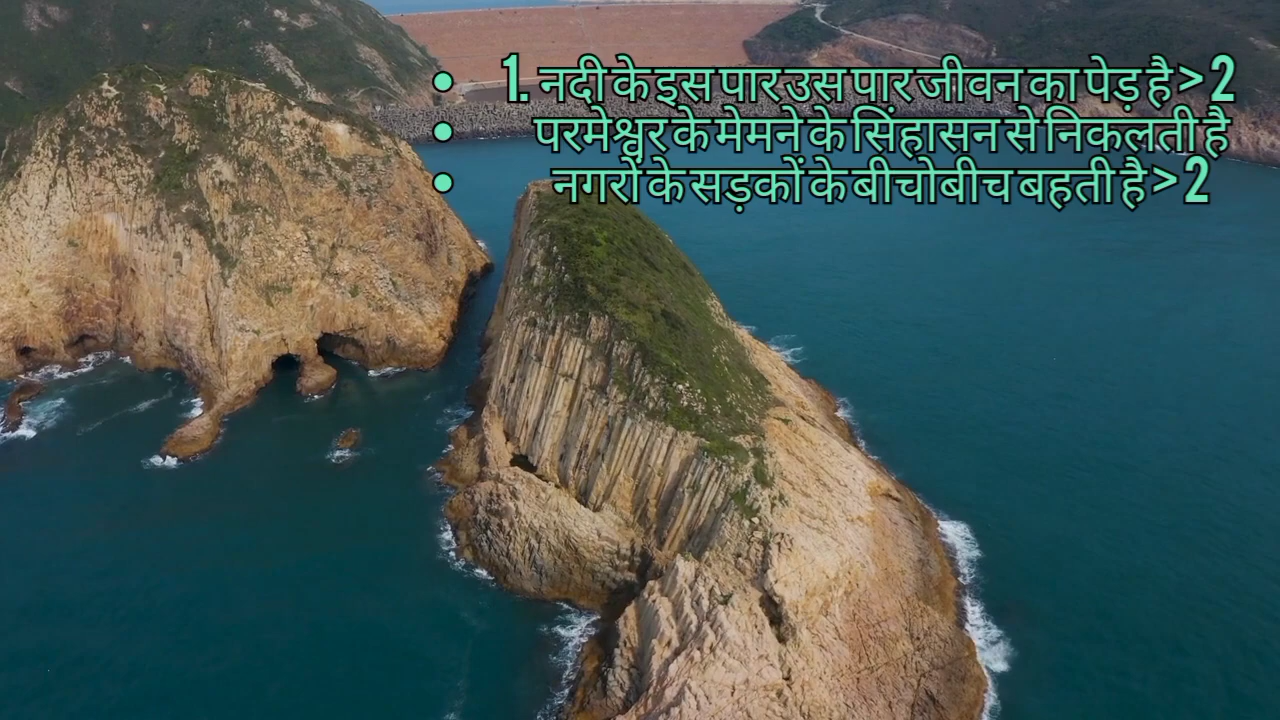 • 1. नदी के इस पार उस पार जीवन का पेड़ है > 2
• परमेश्वर के मेमने के सिंहासन से निकलती है
• नगरों के सड़कों के बीचोबीच बहती है > 2